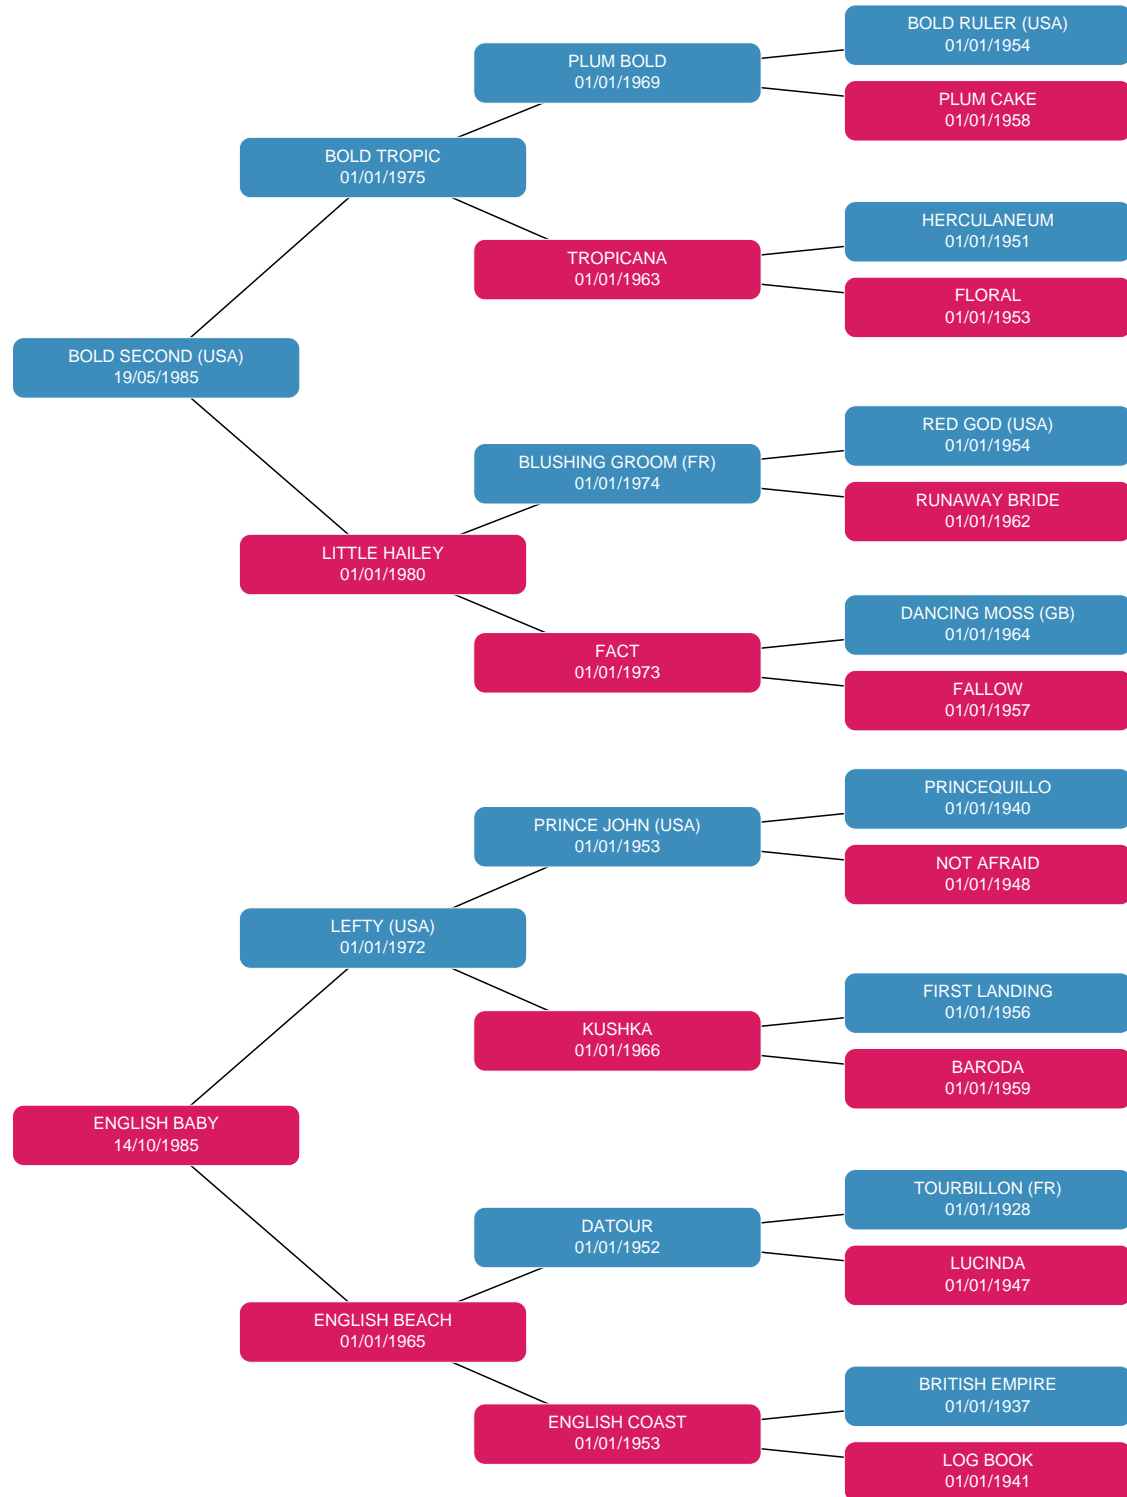 BOLD RULER (USA)
01/01/1954
PLUM BOLD
01/01/1969
PLUM CAKE
01/01/1958
BOLD TROPIC
01/01/1975
HERCULANEUM
01/01/1951
TROPICANA
01/01/1963
FLORAL
01/01/1953
BOLD SECOND (USA)
19/05/1985
RED GOD (USA)
01/01/1954
BLUSHING GROOM (FR)
01/01/1974
RUNAWAY BRIDE
01/01/1962
LITTLE HAILEY
01/01/1980
DANCING MOSS (GB)
01/01/1964
FACT
01/01/1973
FALLOW
01/01/1957
PRINCEQUILLO
01/01/1940
PRINCE JOHN (USA)
01/01/1953
NOT AFRAID
01/01/1948
LEFTY (USA)
01/01/1972
FIRST LANDING
01/01/1956
KUSHKA
01/01/1966
BARODA
01/01/1959
ENGLISH BABY
14/10/1985
TOURBILLON (FR)
01/01/1928
DATOUR
01/01/1952
LUCINDA
01/01/1947
ENGLISH BEACH
01/01/1965
BRITISH EMPIRE
01/01/1937
ENGLISH COAST
01/01/1953
LOG BOOK
01/01/1941